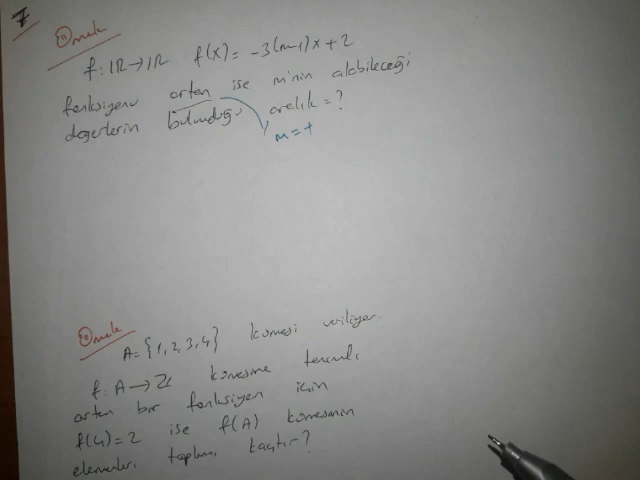 7
Örnek
f: IR→IR f(x) = -3(m-1)x+2
fonksiyonu artan ise m'nin alabileceği
değerlerin bulunduğu aralık = ?
m = +
Örnek
A = {1, 2, 3, 4} kümesi veriliyor.
f: A→Z kümesine tanımlı
artan bir fonksiyon için
f(4)=2 ise f(A) kümesinin
elemanları toplamı kaçtır?